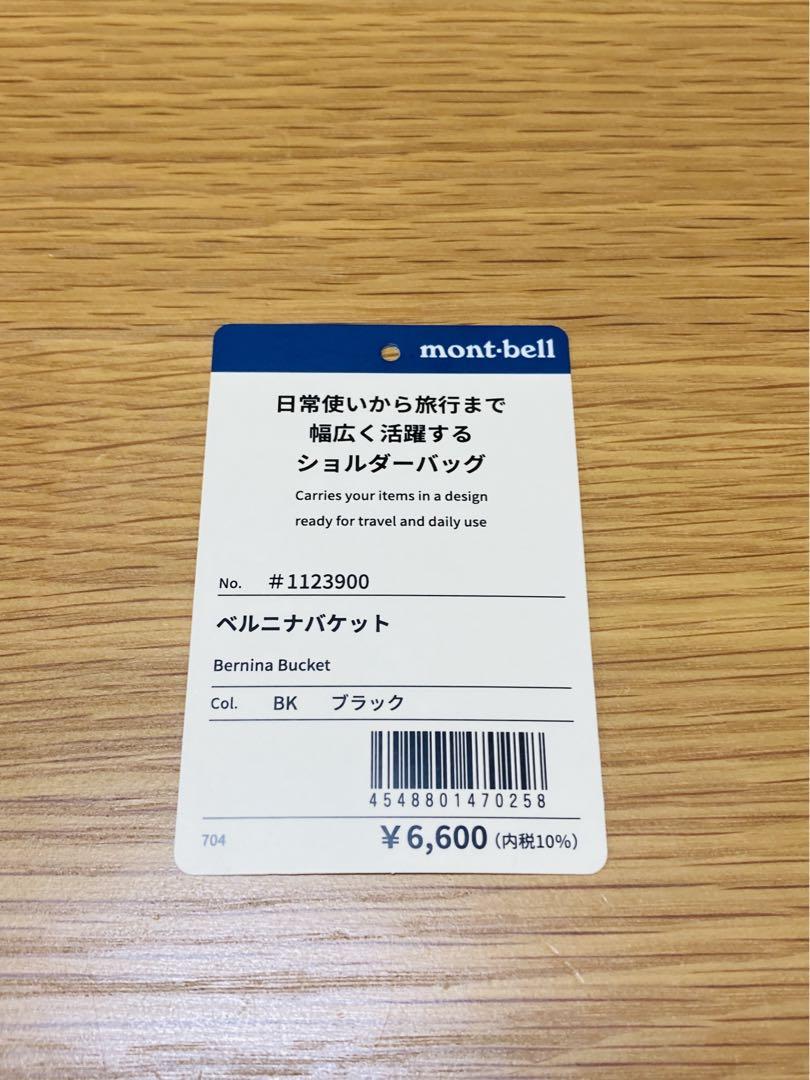 mont·bell
日常使いから旅行まで
幅広く活躍する
ショルダーバッグ
Carries your items in a design
ready for travel and daily use
No. #1123900
ベルニナバケット
Bernina Bucket
Col. BK ブラック
4548801470258
704 ¥6,600(内税10%)